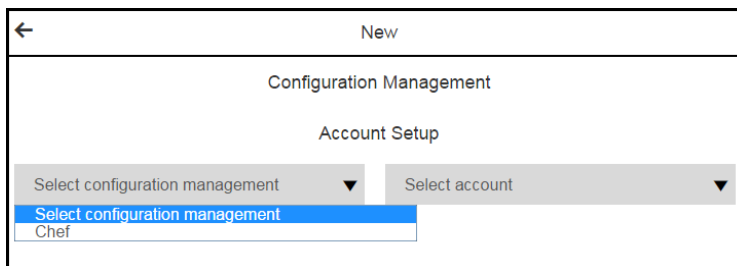 New
Configuration Management
Account Setup
Select configuration management
Select account
Select configuration management
Chef